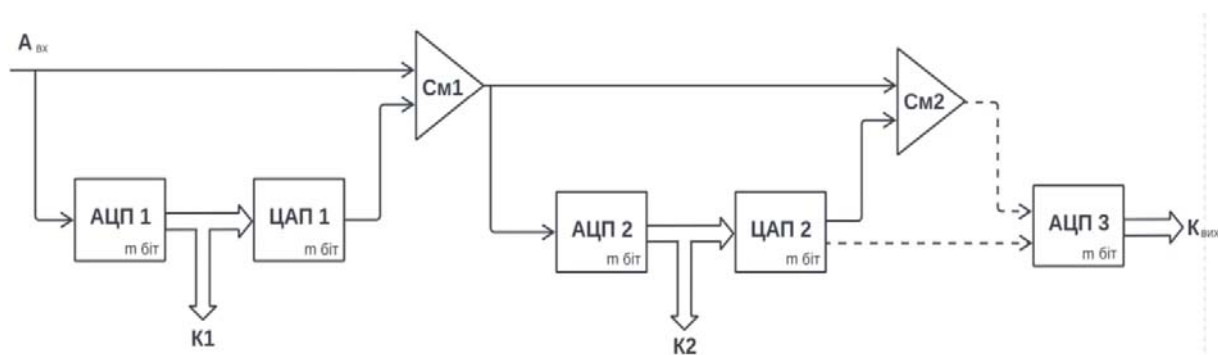 А вх
См1
См2
АЦП 1
m біт
ЦАП 1
m біт
АЦП 2
m біт
ЦАП 2
m біт
АЦП 3
m біт
К вих
К1
К2